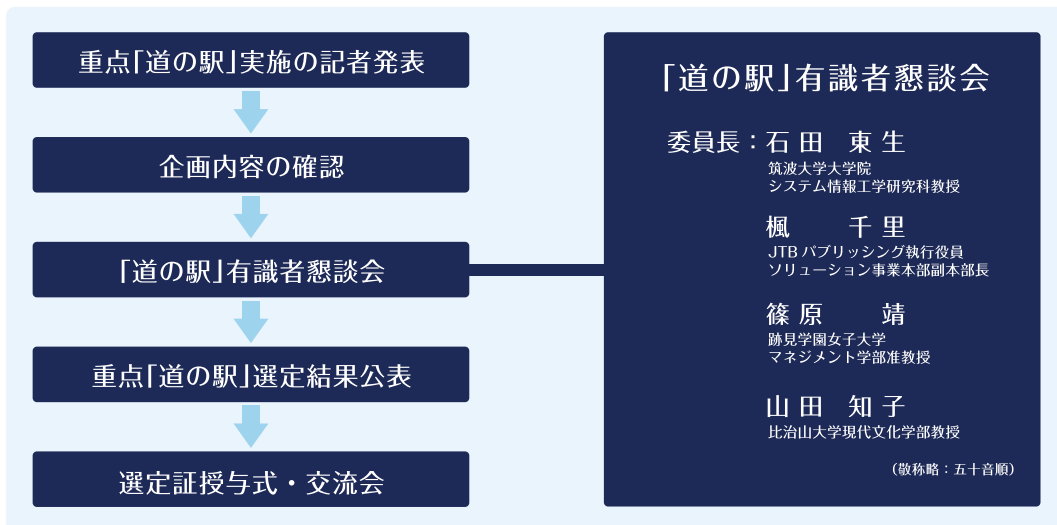 重点「道の駅」実施の記者発表
企画内容の確認
「道の駅」有識者懇談会
重点「道の駅」選定結果公表
選定証授与式・交流会
「道の駅」有識者懇談会
委員長：石田 東生
筑波大学大学院
システム情報工学研究科教授
楓 千里
JTBパブリッシング執行役員
ソリューション事業本部副本部長
篠原 靖
跡見学園女子大学
マネジメント学部准教授
山田 知子
比治山大学現代文化学部教授
（敬称略：五十音順）